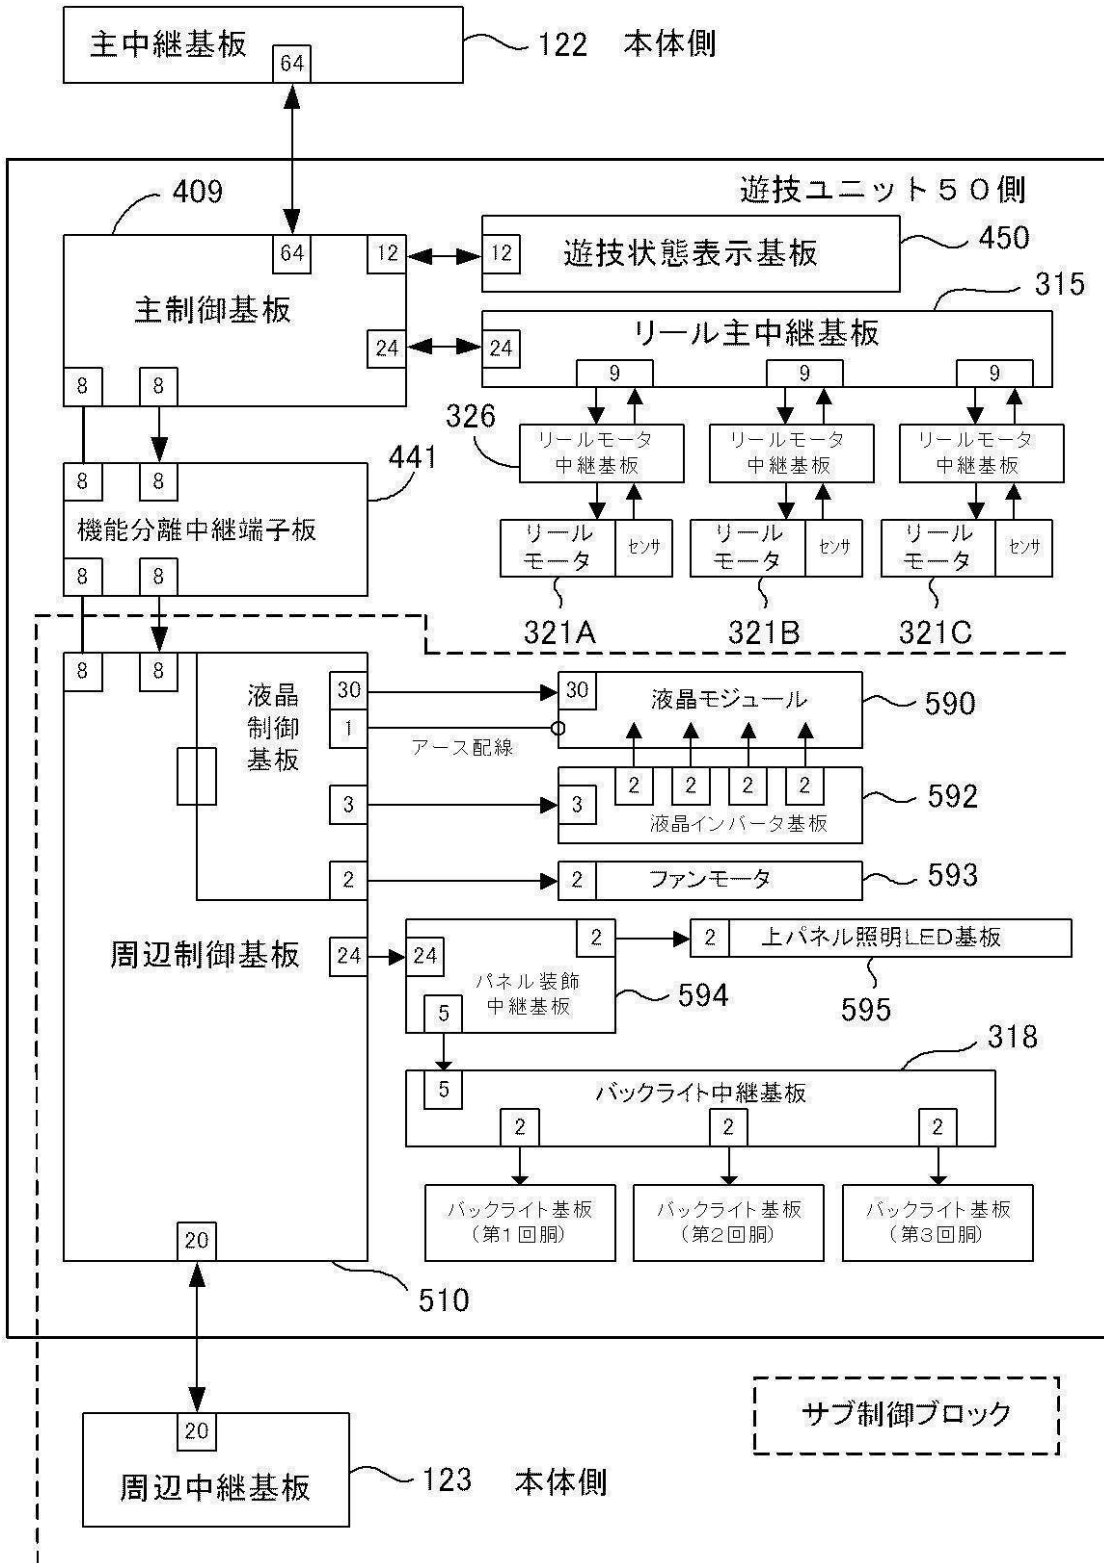 主中継基板
64
122 本体側
遊技ユニット50側
409
64
12
12
遊技状態表示基板
450
主制御基板
24
24
リール主中継基板
315
9
9
9
8
8
326
リールモータ
中継基板
リールモータ
中継基板
リールモータ
中継基板
441
8
8
機能分離中継端子板
8
8
リール
モータ
センサ
リール
モータ
センサ
リール
モータ
センサ
321A
321B
321C
8
8
液晶
制御
基板
30
30
液晶モジュール
590
1
アース配線
3
3
2
2
2
2
液晶インバータ基板
592
2
2
ファンモータ
593
周辺制御基板
24
24
2
パネル装飾
中継基板
5
594
2
上パネル照明LED基板
595
318
5
バックライト中継基板
2
2
2
バックライト基板
(第1回胴)
バックライト基板
(第2回胴)
バックライト基板
(第3回胴)
20
510
20
周辺中継基板
123 本体側
サブ制御ブロック